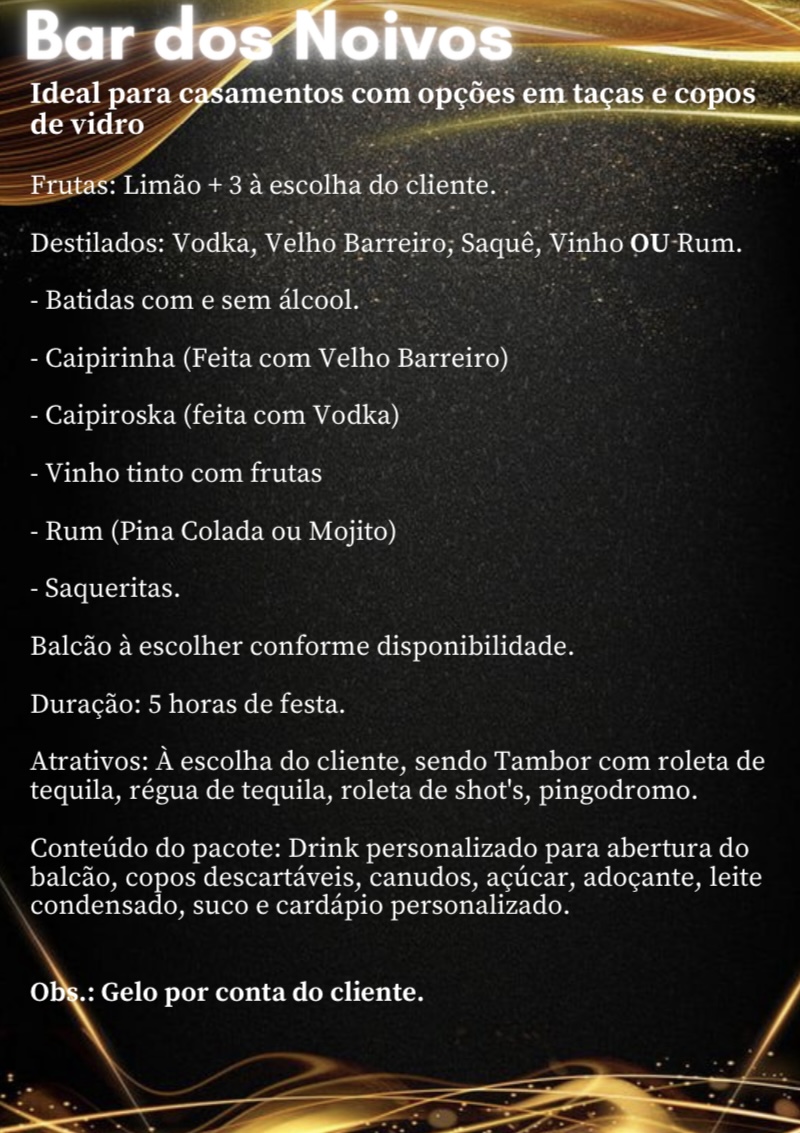 Bar dos Noivos
Ideal para casamentos com opções em taças e copos
de vidro
Frutas: Limão + 3 à escolha do cliente.
Destilados: Vodka, Velho Barreiro, Saquê, Vinho OU Rum.
- Batidas com e sem álcool.
- Caipirinha (Feita com Velho Barreiro)
- Caipiroska (feita com Vodka)
- Vinho tinto com frutas
- Rum (Pina Colada ou Mojito)
- Saqueritas.
Balcão à escolher conforme disponibilidade.
Duração: 5 horas de festa.
Atrativos: À escolha do cliente, sendo Tambor com roleta de
tequila, régua de tequila, roleta de shot's, pingodromo.
Conteúdo do pacote: Drink personalizado para abertura do
balcão, copos descartáveis, canudos, açúcar, adoçante, leite
condensado, suco e cardápio personalizado.
Obs.: Gelo por conta do cliente.